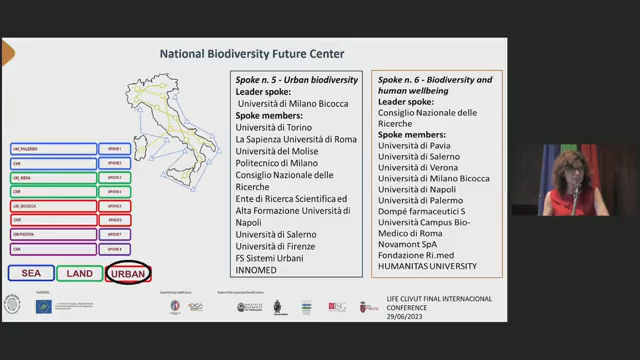 National Biodiversity Future Center
UNI_PALERMO SPOKE 1
CNR SPOKE 2
UNI_SIENA SPOKE 3
CNR SPOKE 4
UNI_BICOCCA SPOKE 5
CNR SPOKE 6
UNI PADOVA SPOKE 7
CNR SPOKE 8
SEA LAND URBAN
Spoke n. 5 - Urban biodiversity
Leader spoke:
Università di Milano Bicocca
Spoke members:
Università di Torino
La Sapienza Università di Roma
Università del Molise
Politecnico di Milano
Consiglio Nazionale delle
Ricerche
Ente di Ricerca Scientifica ed
Alta Formazione Università di
Napoli
Università di Salerno
Università di Firenze
FS Sistemi Urbani
INNOMED
Spoke n. 6 - Biodiversity and
human wellbeing
Leader spoke:
Consiglio Nazionale delle
Ricerche
Spoke members:
Università di Pavia
Università di Salerno
Università di Verona
Università di Milano Bicocca
Università di Napoli
Università di Palermo
Dompé farmaceutici S
Università Campus Bio-
Medico di Roma
Novamont SpA
Fondazione Ri.med
HUMANITAS UNIVERSITY
LIFE CLIVUT FINAL INTERNACIONAL
CONFERENCE
29/06/2023